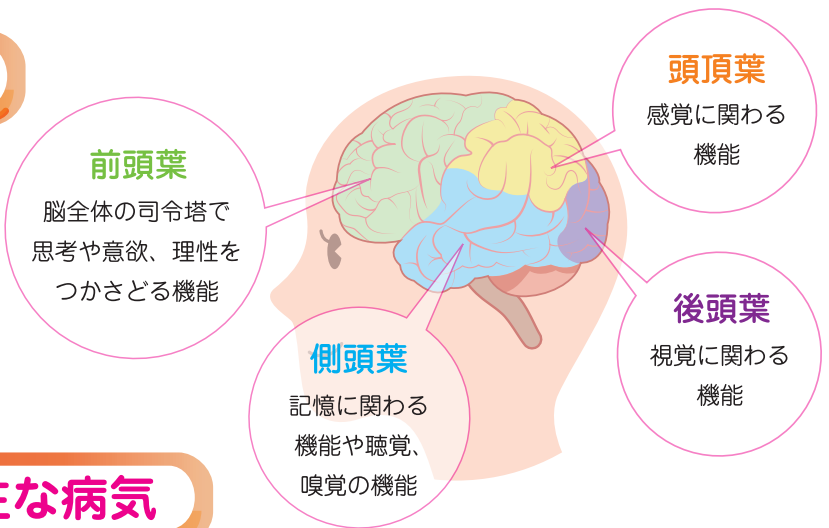 前頭葉
脳全体の司令塔で
思考や意欲、理性を
つかさどる機能
頭頂葉
感覚に関わる
機能
側頭葉
記憶に関わる
機能や聴覚、
嗅覚の機能
後頭葉
視覚に関わる
機能
な病気